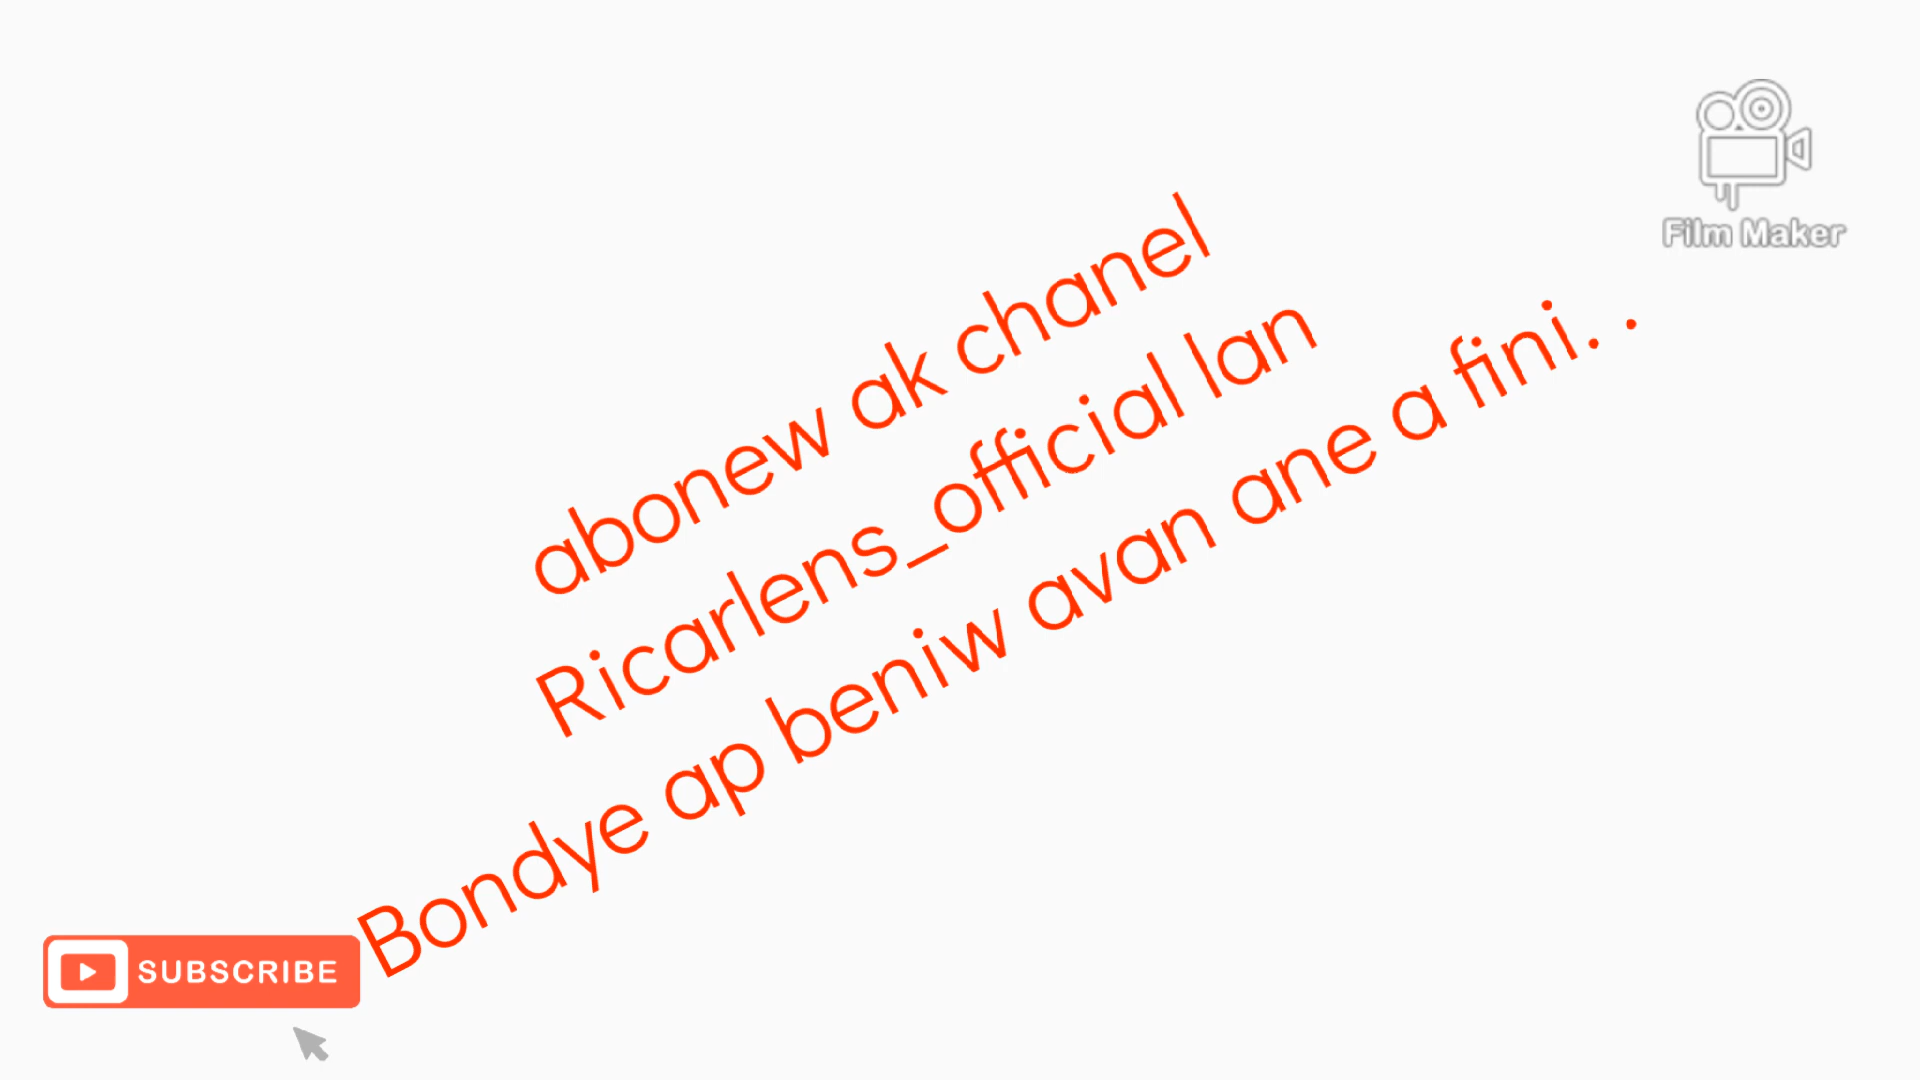 Film Maker
abonew ak chanel
Ricarlens_official lan
Bondye ap beniw avan ane a fini. .
SUBSCRIBE